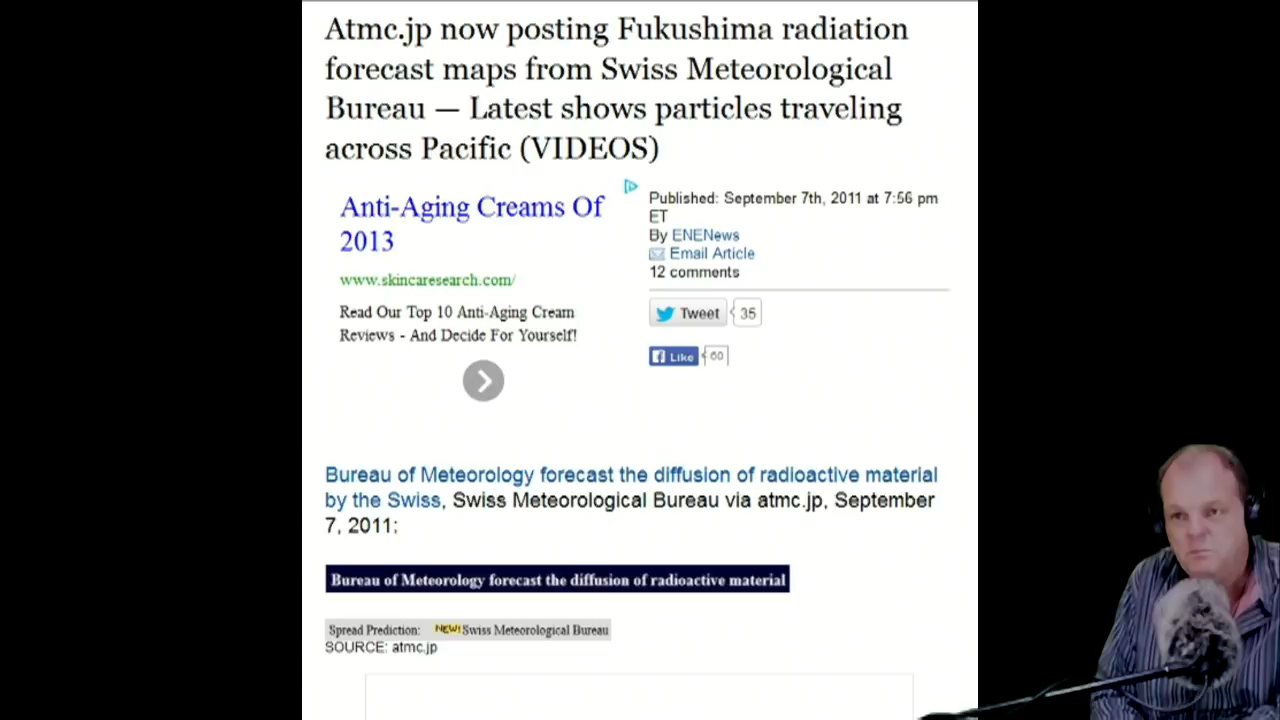 Atmc.jp now posting Fukushima radiation
forecast maps from Swiss Meteorological
Bureau — Latest shows particles traveling
across Pacific (VIDEOS)
Anti-Aging Creams Of
2013
www.skincaresearch.com/
Read Our Top 10 Anti-Aging Cream
Reviews - And Decide For Yourself!
Published: September 7th, 2011 at 7:56 pm
ET
By ENENews
Email Article
12 comments
Tweet 35
Like 60
Bureau of Meteorology forecast the diffusion of radioactive material
by the Swiss, Swiss Meteorological Bureau via atmc.jp, September
7, 2011:
Bureau of Meteorology forecast the diffusion of radioactive material
Spread Prediction: NEW! Swiss Meteorological Bureau
SOURCE: atmc.jp